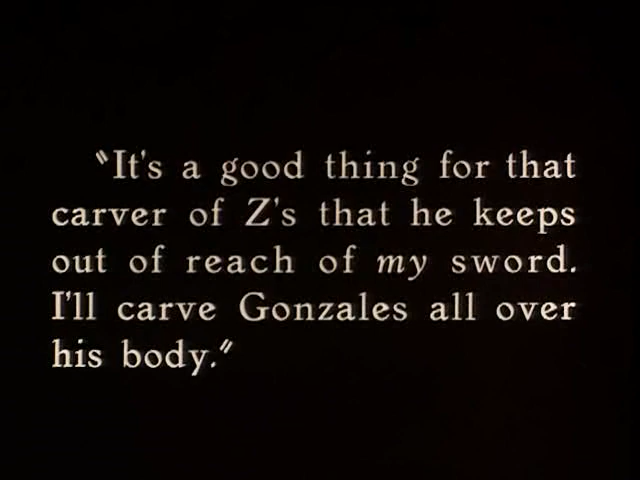 "It's a good thing for that
carver of Z's that he keeps
out of reach of my sword.
I'll carve Gonzales all over
his body."